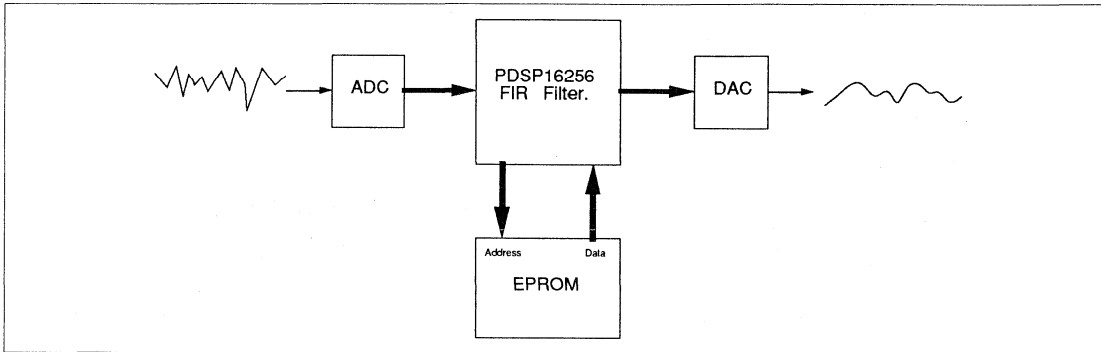 ADC
PDSP16256
FIR Filter.
DAC
Address
Data
EPROM